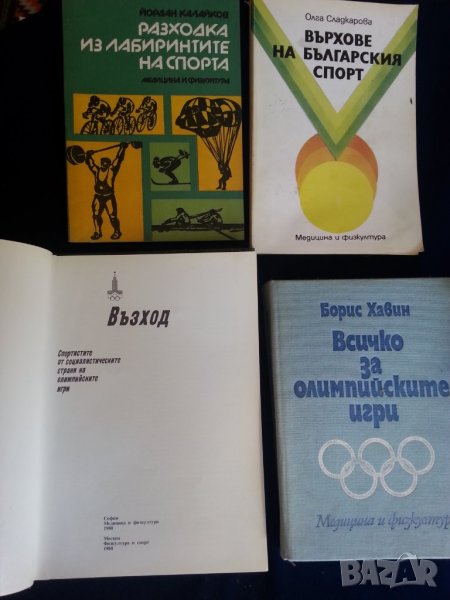 ЙОРДАН КАЛАЙКОВ
РАЗХОДКА
ИЗ ЛАБИРИНТИТЕ
НА СПОРТА
МЕДИЦИНА И ФИЗКУЛТУРА
Олга Сладкарова
ВЪРХОВЕ
НА БЪЛГАРСКИЯ
СПОРТ
Медицина и физкултура
Възход
Спортистите
от социалистическите
страни на
олимпийските
игри
София
Медицина и физкултура
1980
Москва
Физкултура и спорт
1980
Борис Хавин
Всичко
за
олимпийските
игри
Медицина и физкултура
BAZAR